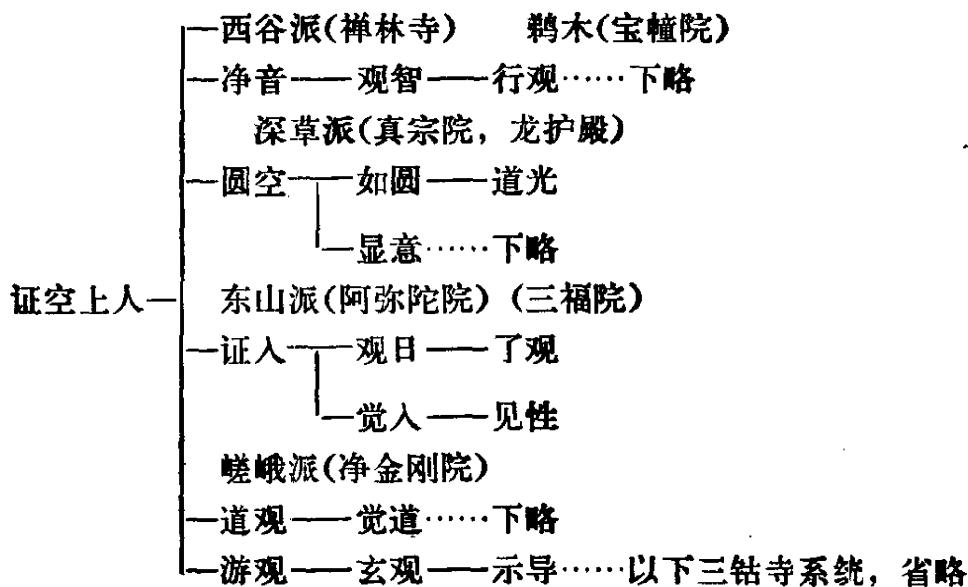 西谷派(禅林寺) 鹈木(宝幢院)
净音——观智——行观……下略
深草派(真宗院，龙护殿)
圆空——如圆——道光
显意……下略
证空上人— 东山派(阿弥陀院) (三福院)
证入——观日——了观
觉入——见性
嵯峨派(净金刚院)
道观——觉道……下略
游观——玄观——示导……以下三钴寺系统，省略